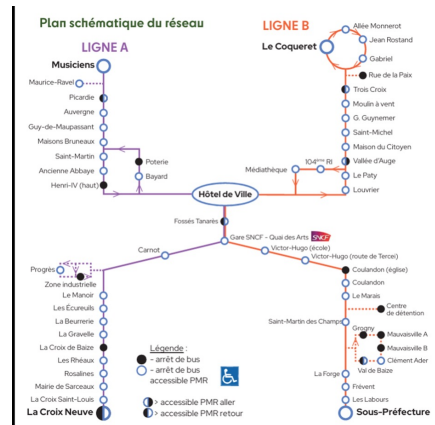 Plan schématique du réseau
LIGNE A
Musiciens
Maurice-Ravel
Picardie
Auvergne
Guy-de-Maupassant
Maisons Bruneaux
Saint-Martin
Ancienne Abbaye
Henri-IV (haut)
Poterie
Bayard
LIGNE B
Le Coqueret
Allée Monnerot
Jean Rostand
Gabriel
Rue de la Paix
Trois Croix
Moulin à vent
G. Guynemer
Saint-Michel
Maison du Citoyen
Vallée d'Auge
Le Paty
Louvrier
104ème RI
Médiathèque
Hôtel de Ville
Fossés Tanarès
Gare SNCF - Quai des Arts
SNCF
Victor-Hugo (école)
Victor-Hugo (route de Tercei)
Carnot
Progrès
Zone industrielle
Le Manoir
Les Écureuils
La Beurrerie
La Gravelle
La Croix de Baize
Les Rhéaux
Rosalines
Mairie de Sarceaux
La Croix Saint-Louis
La Croix Neuve
Légende :
- arrêt de bus
- arrêt de bus
accessible PMR
> accessible PMR aller
> accessible PMR retour
Coulandon (église)
Coulandon
Le Marais
Centre
de détention
Saint-Martin des Champs
Grogny
Mauvaisville A
Mauvaisville B
Clément Ader
Val de Baize
La Forge
Frévent
Les Labours
Sous-Préfecture